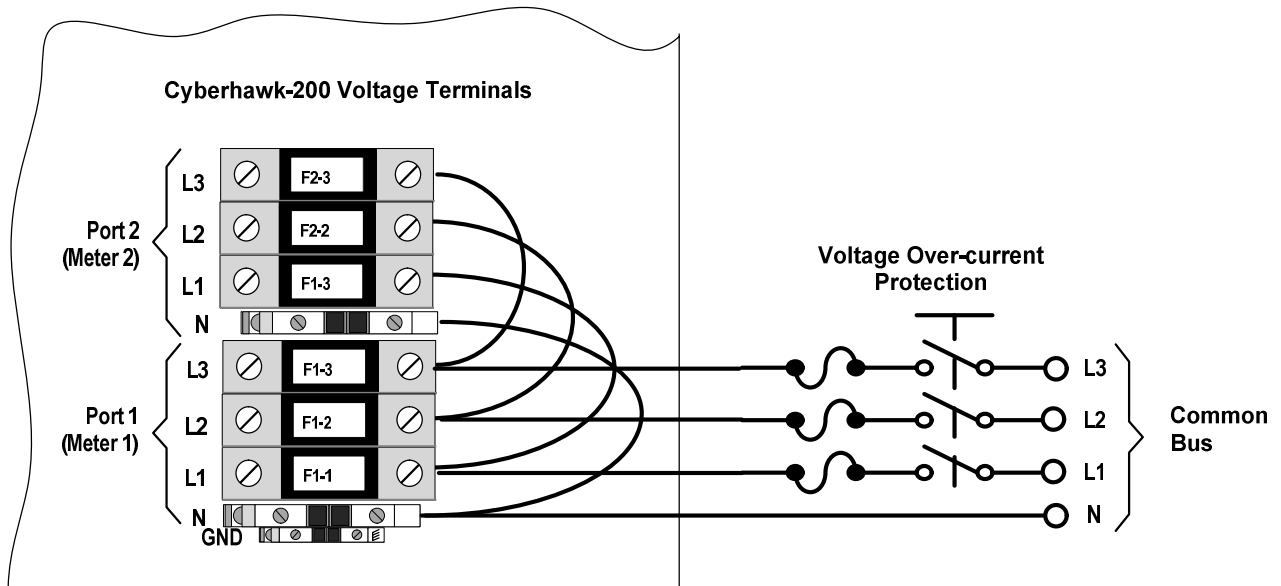 Cyberhawk-200 Voltage Terminals
Port 2
(Meter 2)
L3
F2-3
L2
F2-2
L1
F1-3
N
Port 1
(Meter 1)
L3
F1-3
L2
F1-2
L1
F1-1
N
GND
Voltage Over-current
Protection
L3
L2
L1
N
Common
Bus